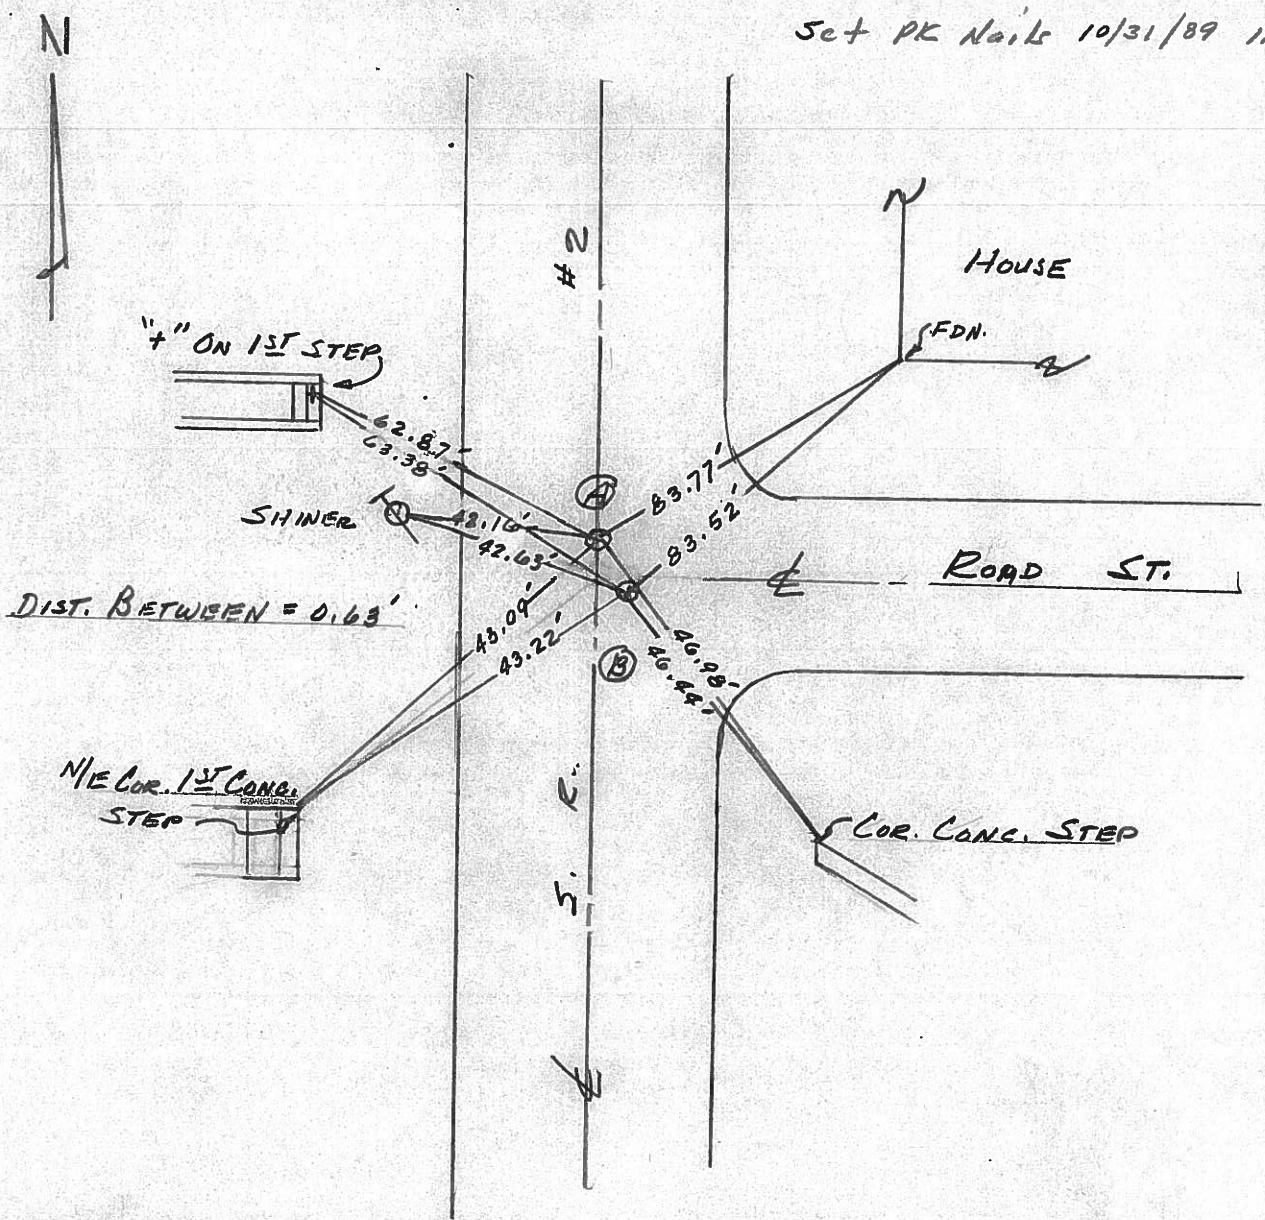 N
Set PK Nails 10/31/89
#2
HOUSE
FDN.
"+" ON 1ST STEP
62.87'
63.38'
A
83.77'
83.52'
SHINER
42.16'
42.63'
ROAD ST.
DIST. BETWEEN = 0.63'
43.09'
43.22'
B
46.98'
46.44'
N/E COR. 1ST CONC.
STEP
COR. CONC. STEP
S. R.